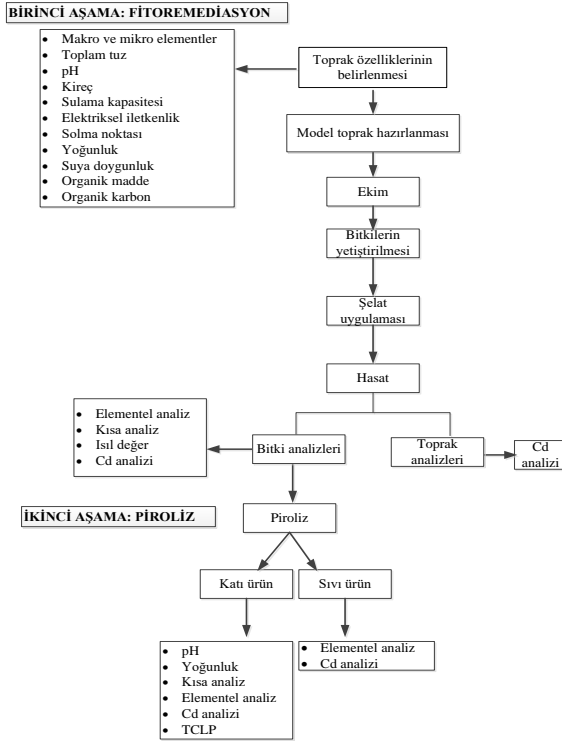 BİRİNCİ AŞAMA: FİTOREMEDİASYON
• Makro ve mikro elementler
• Toplam tuz
• pH
• Kireç
• Sulama kapasitesi
• Elektriksel iletkenlik
• Solma noktası
• Yoğunluk
• Suya doygunluk
• Organik madde
• Organik karbon
Toprak özelliklerinin
belirlenmesi
Model toprak hazırlanması
Ekim
Bitkilerin
yetiştirilmesi
Şelat
uygulaması
Hasat
• Elementel analiz
• Kısa analiz
• Isıl değer
• Cd analizi
Bitki analizleri
Toprak
analizleri
Cd
analizi
İKİNCİ AŞAMA: PİROLİZ
Piroliz
Katı ürün
Sıvı ürün
• pH
• Yoğunluk
• Kısa analiz
• Elementel analiz
• Cd analizi
• TCLP
• Elementel analiz
• Cd analizi